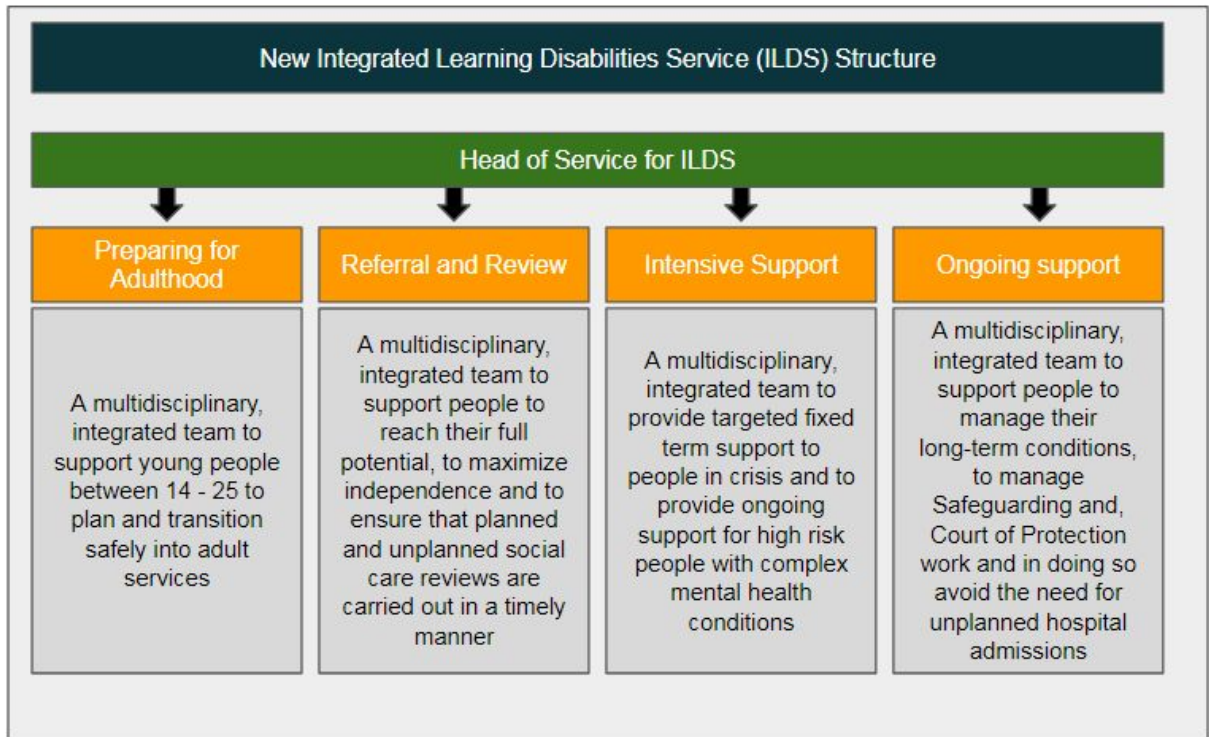 New Integrated Learning Disabilities Service (ILDS) Structure
Head of Service for ILDS
Preparing for
Adulthood
A multidisciplinary,
integrated team to
support young people
between 14 - 25 to
plan and transition
safely into adult
services
Referral and Review
A multidisciplinary,
integrated team to
support people to
reach their full
potential, to maximize
independence and to
ensure that planned
and unplanned social
care reviews are
carried out in a timely
manner
Intensive Support
A multidisciplinary,
integrated team to
provide targeted fixed
term support to
people in crisis and to
provide ongoing
support for high risk
people with complex
mental health
conditions
Ongoing support
A multidisciplinary,
integrated team to
support people to
manage their
long-term conditions,
to manage
Safeguarding and,
Court of Protection
work and in doing so
avoid the need for
unplanned hospital
admissions